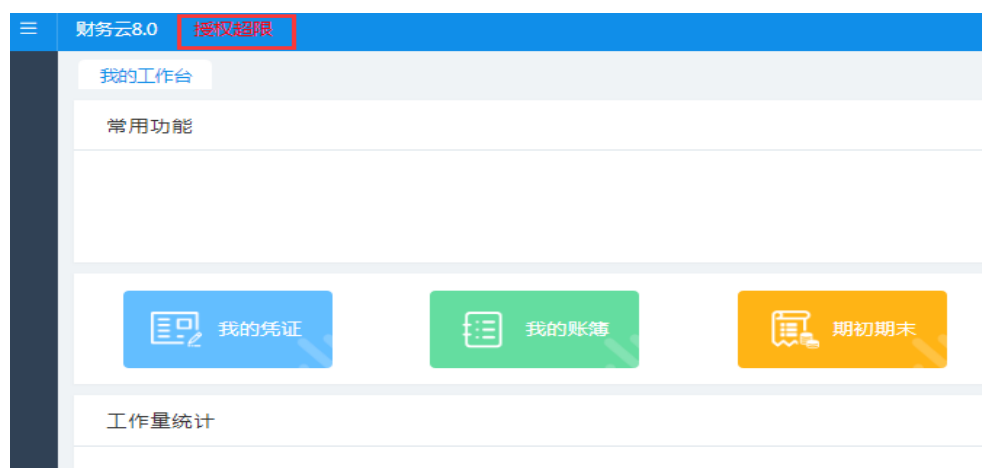 财务云8.0 授权超限
我的工作台
常用功能
我的凭证 我的账簿 期初期末
工作量统计